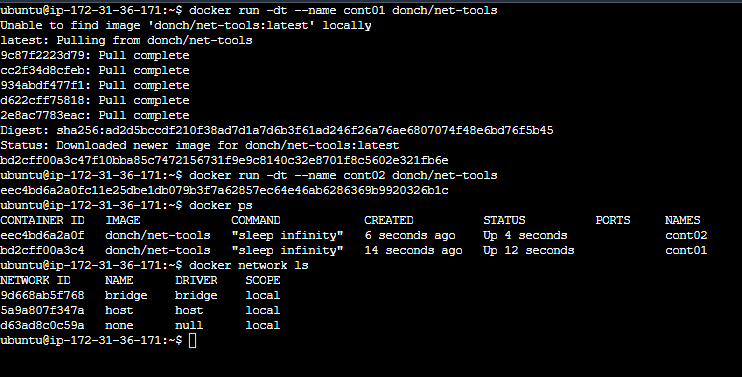 ubuntu@ip-172-31-36-171:~$ docker run -dt --name cont01 donch/net-tools
Unable to find image 'donch/net-tools:latest' locally
latest: Pulling from donch/net-tools
9c87f2223d79: Pull complete
cc2f34d8cfeb: Pull complete
934abdf477f1: Pull complete
d622cff75818: Pull complete
2e8ac7783eac: Pull complete
Digest: sha256:ad2d5bccdf210f38ad7d1a7d6b3f61ad246f26a76ae6807074f48e6bd76f5b45
Status: Downloaded newer image for donch/net-tools:latest
bd2cff00a3c47f10bba85c7472156731f9e9c8140c32e8701f8c5602e321fb6e
ubuntu@ip-172-31-36-171:~$ docker run -dt --name cont02 donch/net-tools
eec4bd6a2a0fc11e25dbe1db079b3f7a62857ec64e46ab6286369b9920326b1c
ubuntu@ip-172-31-36-171:~$ docker ps
CONTAINER ID   IMAGE             COMMAND            CREATED          STATUS          PORTS     NAMES
eec4bd6a2a0f   donch/net-tools   "sleep infinity"   6 seconds ago    Up 4 seconds              cont02
bd2cff00a3c4   donch/net-tools   "sleep infinity"   14 seconds ago   Up 12 seconds             cont01
ubuntu@ip-172-31-36-171:~$ docker network ls
NETWORK ID     NAME      DRIVER    SCOPE
9d668ab5f768   bridge    bridge    local
5a9a807f347a   host      host      local
d63ad8c0c59a   none      null      local
ubuntu@ip-172-31-36-171:~$